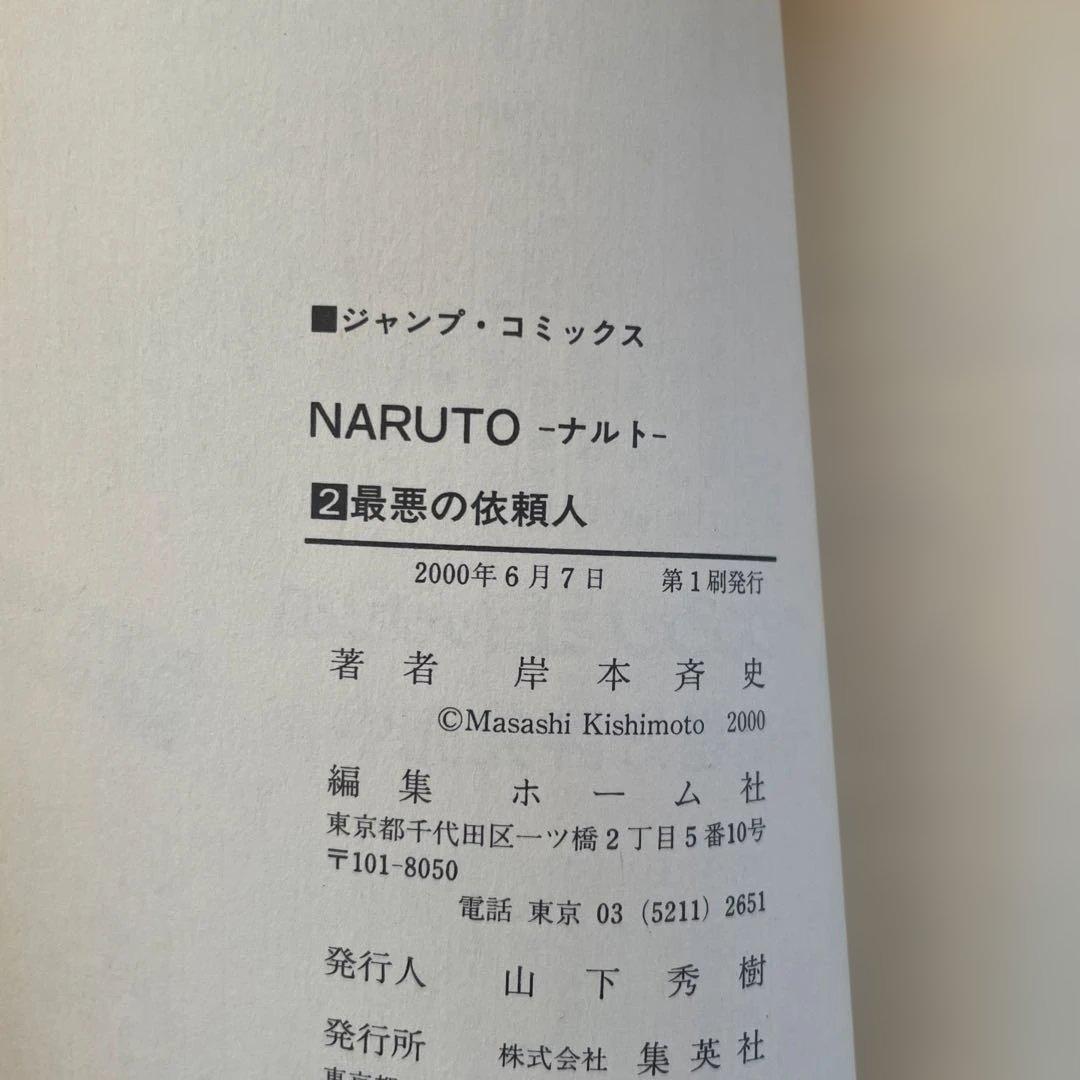 ■ジャンプ・コミックス
NARUTO -ナルト-
2最悪の依頼人
2000年6月7日 第1刷発行
著者 岸本斉史
©Masashi Kishimoto 2000
編集 ホーム社
東京都千代田区一ツ橋2丁目5番10号
〒101-8050
電話 東京 03 (5211) 2651
発行人 山下秀樹
発行所 株式会社 集英社
東京都